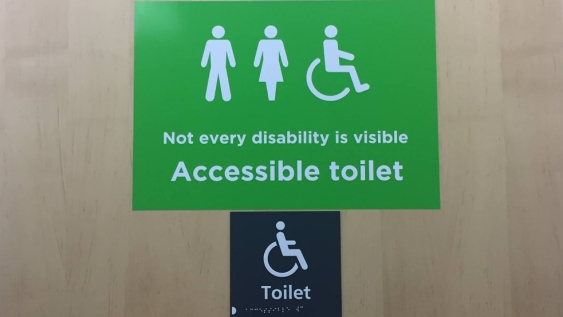 Not every disability is visible
Accessible toilet
Toilet